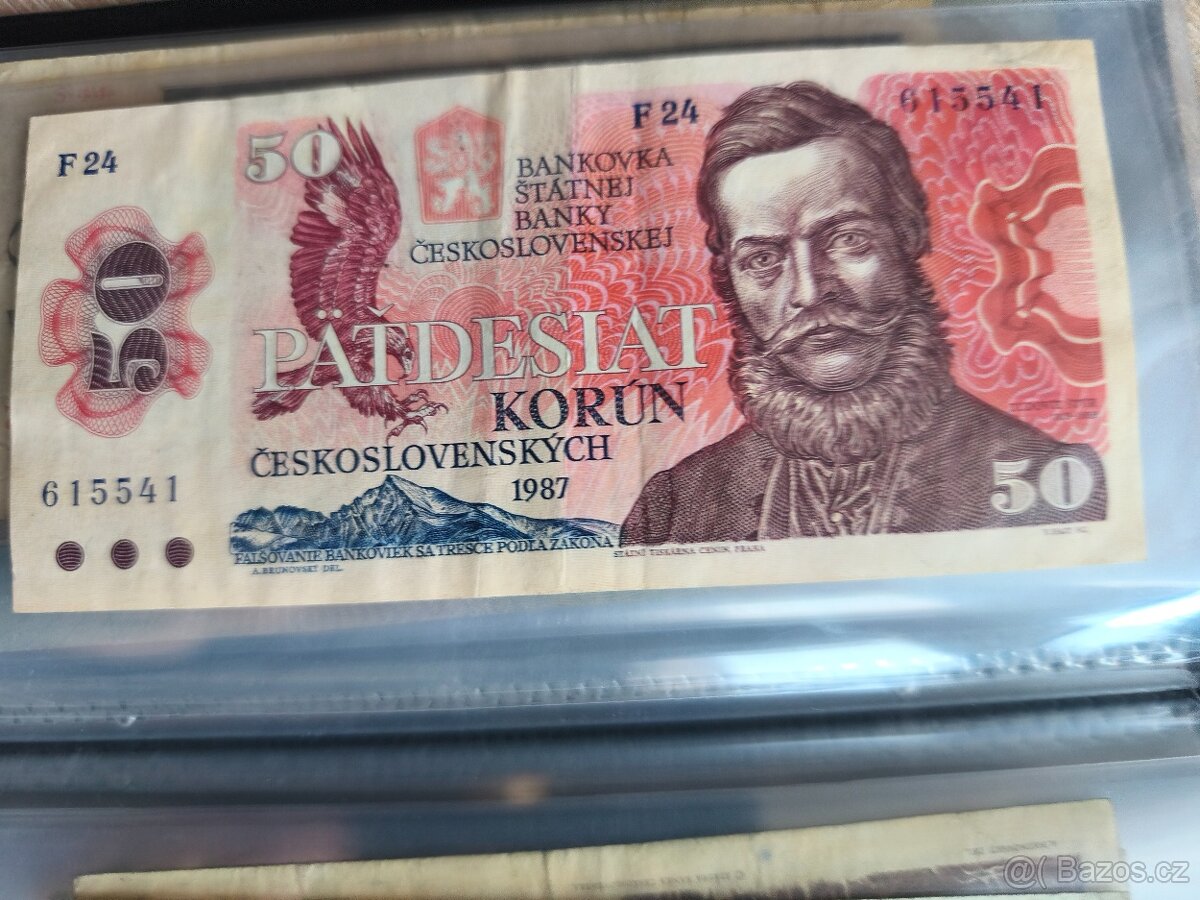 F 24
50
F 24
615541
BANKOVKA
ŠTÁTNEJ
BANKY
ČESKOSLOVENSKEJ
50
PÄŤDESIAT
KORÚN
ČESKOSLOVENSKÝCH
1987
615541
50
FALŠOVANIE BANKOVIEK SA TRESCE PODĽA ZÁKONA
A.BRUNOVSKÝ DEL.
STÁTNÍ TISKÁRNA CENIN, PRAHA
@( Bazos.cz